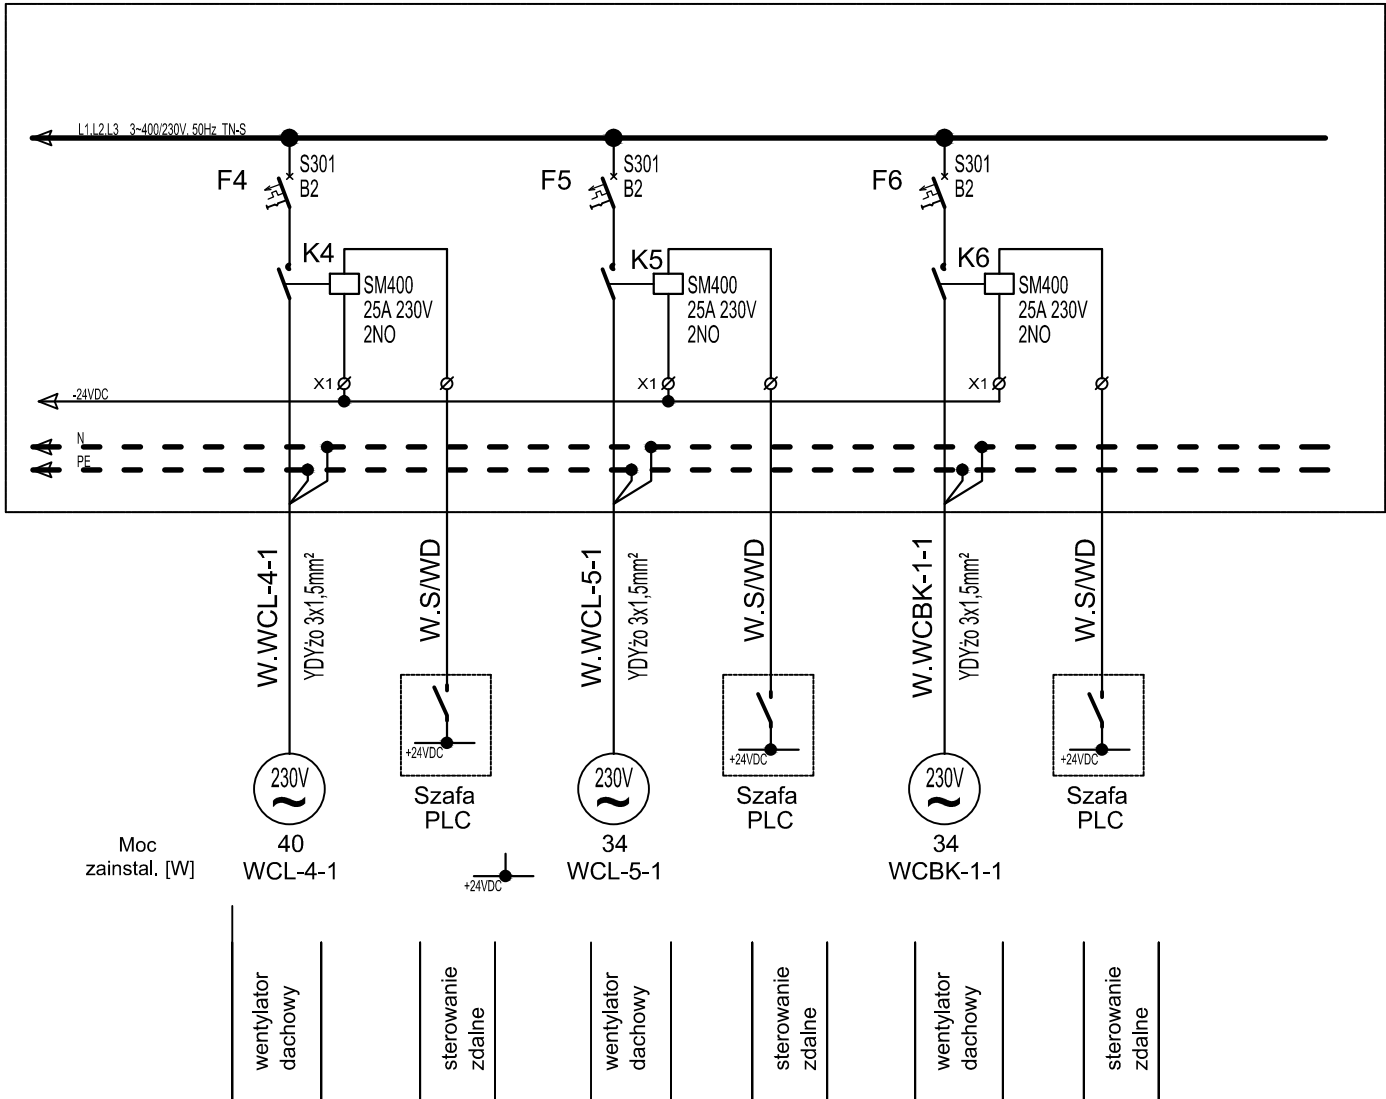 L1,L2,L3 3~400/230V, 50Hz TN-S
F4
S301
B2
F5
S301
B2
F6
S301
B2
K4
SM400
25A 230V
2NO
K5
SM400
25A 230V
2NO
K6
SM400
25A 230V
2NO
X1
X1
X1
-24VDC
N
PE
W.WCL-4-1
YDYżo 3x1,5mm²
W.S/WD
W.WCL-5-1
YDYżo 3x1,5mm²
W.S/WD
W.WCBK-1-1
YDYżo 3x1,5mm²
W.S/WD
230V
~
+24VDC
Szafa
PLC
230V
~
+24VDC
Szafa
PLC
230V
~
+24VDC
Szafa
PLC
Moc
zainstal. [W]
40
WCL-4-1
+24VDC
34
WCL-5-1
34
WCBK-1-1
wentylator
dachowy
sterowanie
zdalne
wentylator
dachowy
sterowanie
zdalne
wentylator
dachowy
sterowanie
zdalne